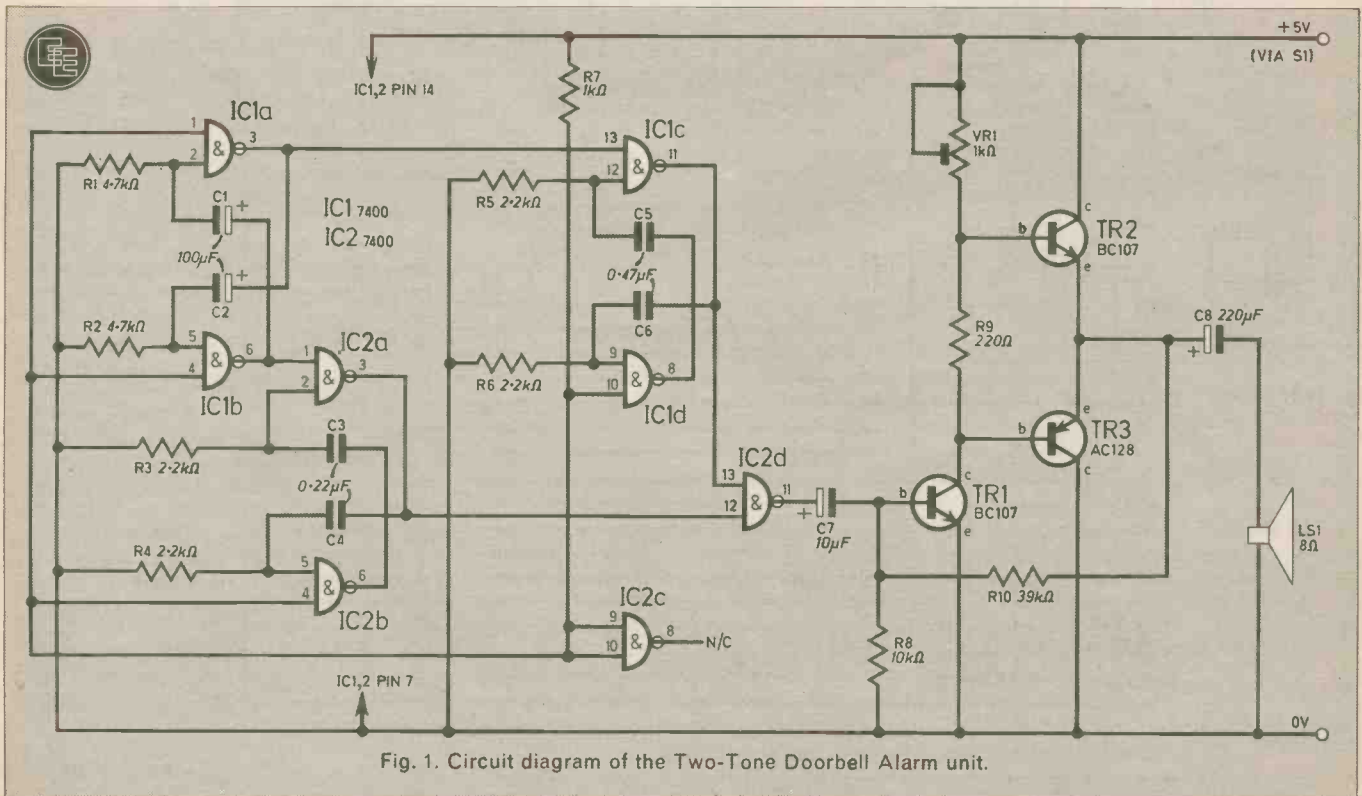 +5V
(VIA S1)
IC1,2 PIN 14
R7
1kΩ
IC1a
1
2
3
&
R1 4·7kΩ
C1
+
100µF
+
C2
IC1 7400
IC2 7400
R2 4·7kΩ
5
4
6
&
IC1b
IC2a
1
2
3
&
R3 2·2kΩ
C3
0·22µF
C4
R4 2·2kΩ
5
4
6
&
IC2b
IC1c
13
12
11
&
R5 2·2kΩ
C5
0·47µF
C6
R6 2·2kΩ
9
10
8
&
IC1d
IC2d
13
12
11
&
+
C7
10µF
IC2c
9
10
8
&
N/C
VR1
1kΩ
b
c
e
TR2
BC107
R9
220Ω
C8 220µF
+
b
e
c
TR3
AC128
b
c
e
TR1
BC107
R10 39kΩ
R8
10kΩ
LS1
8Ω
IC1,2 PIN 7
0V
Fig. 1. Circuit diagram of the Two-Tone Doorbell Alarm unit.